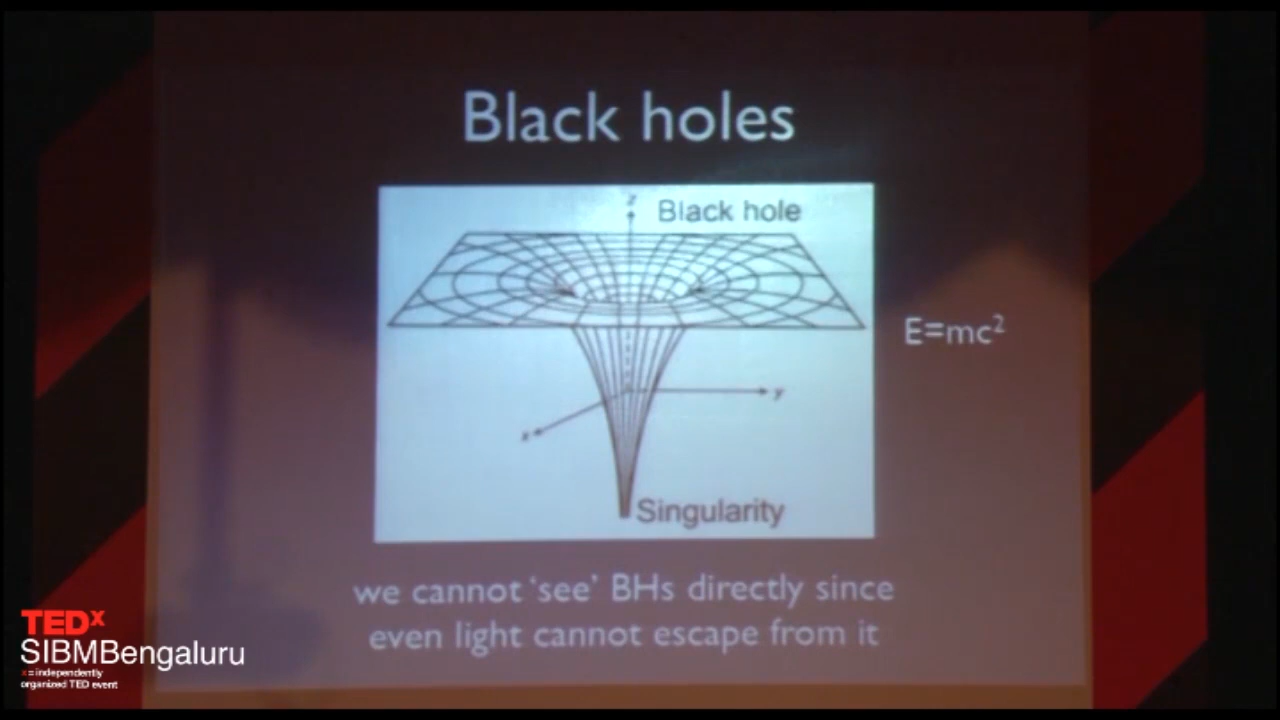 Black holes
z
Black hole
E=mc²
y
x
Singularity
we cannot ‘see’ BHs directly since
even light cannot escape from it
TEDx
SIBMBengaluru
x = independently
organized TED event